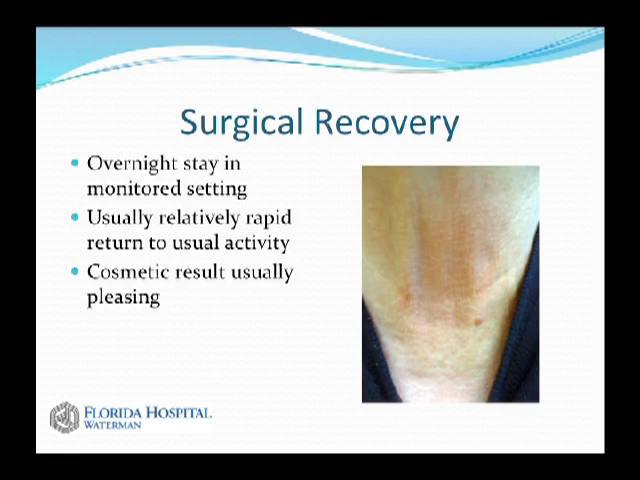 Surgical Recovery
• Overnight stay in
monitored setting
• Usually relatively rapid
return to usual activity
• Cosmetic result usually
pleasing
FLORIDA HOSPITAL
WATERMAN